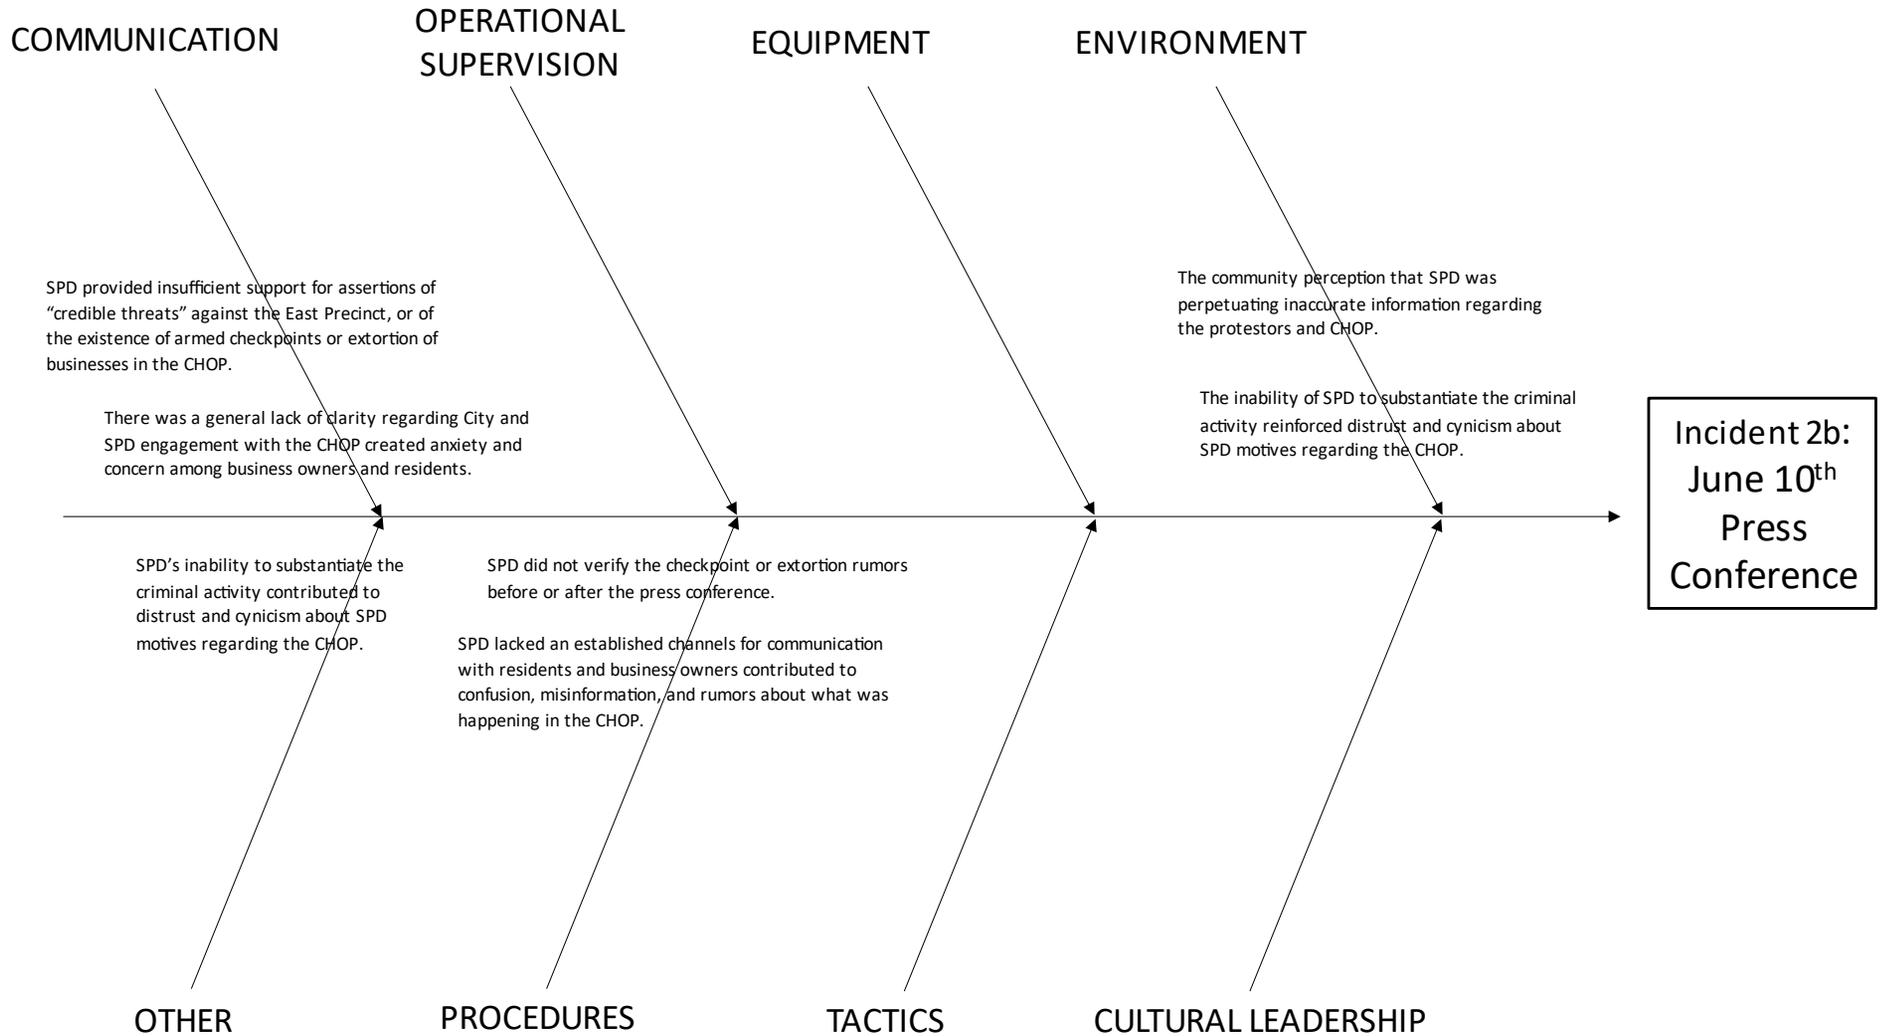 COMMUNICATION
OPERATIONAL
SUPERVISION
EQUIPMENT
ENVIRONMENT
SPD provided insufficient support for assertions of
“credible threats” against the East Precinct, or of
the existence of armed checkpoints or extortion of
businesses in the CHOP.
There was a general lack of clarity regarding City and
SPD engagement with the CHOP created anxiety and
concern among business owners and residents.
The community perception that SPD was
perpetuating inaccurate information regarding
the protestors and CHOP.
The inability of SPD to substantiate the criminal
activity reinforced distrust and cynicism about
SPD motives regarding the CHOP.
Incident 2b:
June 10th
Press
Conference
SPD’s inability to substantiate the
criminal activity contributed to
distrust and cynicism about SPD
motives regarding the CHOP.
SPD did not verify the checkpoint or extortion rumors
before or after the press conference.
SPD lacked an established channels for communication
with residents and business owners contributed to
confusion, misinformation, and rumors about what was
happening in the CHOP.
OTHER
PROCEDURES
TACTICS
CULTURAL LEADERSHIP